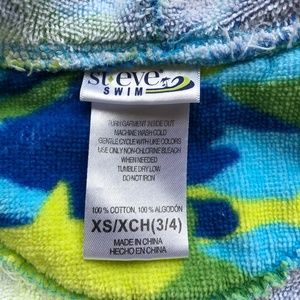 st eve
SWIM
TURN GARMENT INSIDE OUT
MACHINE WASH COLD
GENTLE CYCLE WITH LIKE COLORS
USE ONLY NON-CHLORINE BLEACH
WHEN NEEDED
TUMBLE DRY LOW
DO NOT IRON
100 % COTTON, 100 % ALGODÓN
XS/XCH(3/4)
MADE IN CHINA
HECHO EN CHINA